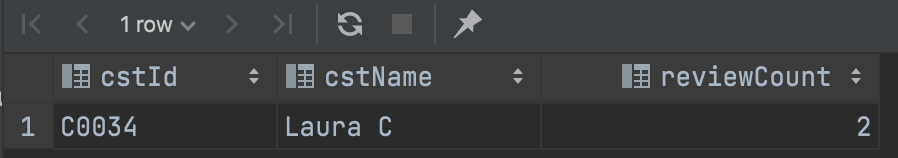 1 row
cstId cstName reviewCount
1 C0034 Laura C 2